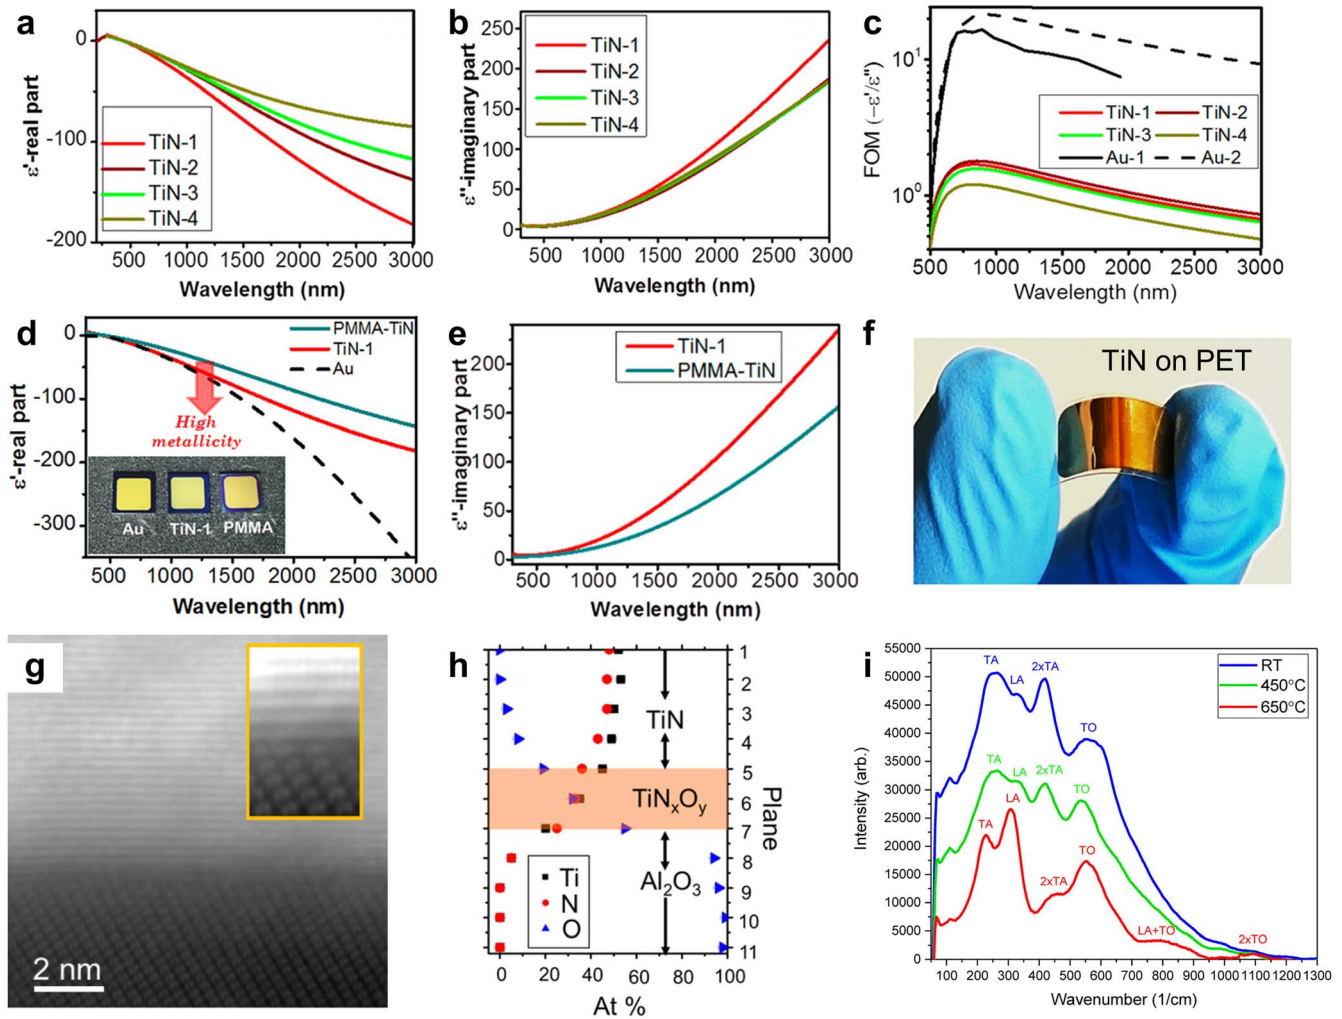 a
0
-100
-200
ε'-real part
TiN-1
TiN-2
TiN-3
TiN-4
500 1000 1500 2000 2500 3000
Wavelength (nm)
b
250
200
150
100
50
0
ε''-imaginary part
TiN-1
TiN-2
TiN-3
TiN-4
500 1000 1500 2000 2500 3000
Wavelength (nm)
c
10¹
10⁰
FOM (−ε'/ε'')
TiN-1 TiN-2
TiN-3 TiN-4
Au-1 Au-2
500 1000 1500 2000 2500 3000
Wavelength (nm)
d
0
-100
-200
-300
ε'-real part
PMMA-TiN
TiN-1
Au
High
metallicity
Au TiN-1 PMMA
500 1000 1500 2000 2500 3000
Wavelength (nm)
e
200
150
100
50
0
ε''-imaginary part
TiN-1
PMMA-TiN
500 1000 1500 2000 2500 3000
Wavelength (nm)
f
TiN on PET
g
2 nm
h
1
2
3
4
5
6
7
8
9
10
11
Plane
TiN
TiNₓOᵧ
Al₂O₃
Ti
N
O
0 20 40 60 80 100
At %
i
55000
50000
45000
40000
35000
30000
25000
20000
15000
10000
5000
0
Intensity (arb.)
RT
450°C
650°C
TA LA 2xTA TO
TA LA 2xTA TO
TA LA 2xTA TO LA+TO 2xTO
100 200 300 400 500 600 700 800 900 1000 1100 1200 1300
Wavenumber (1/cm)